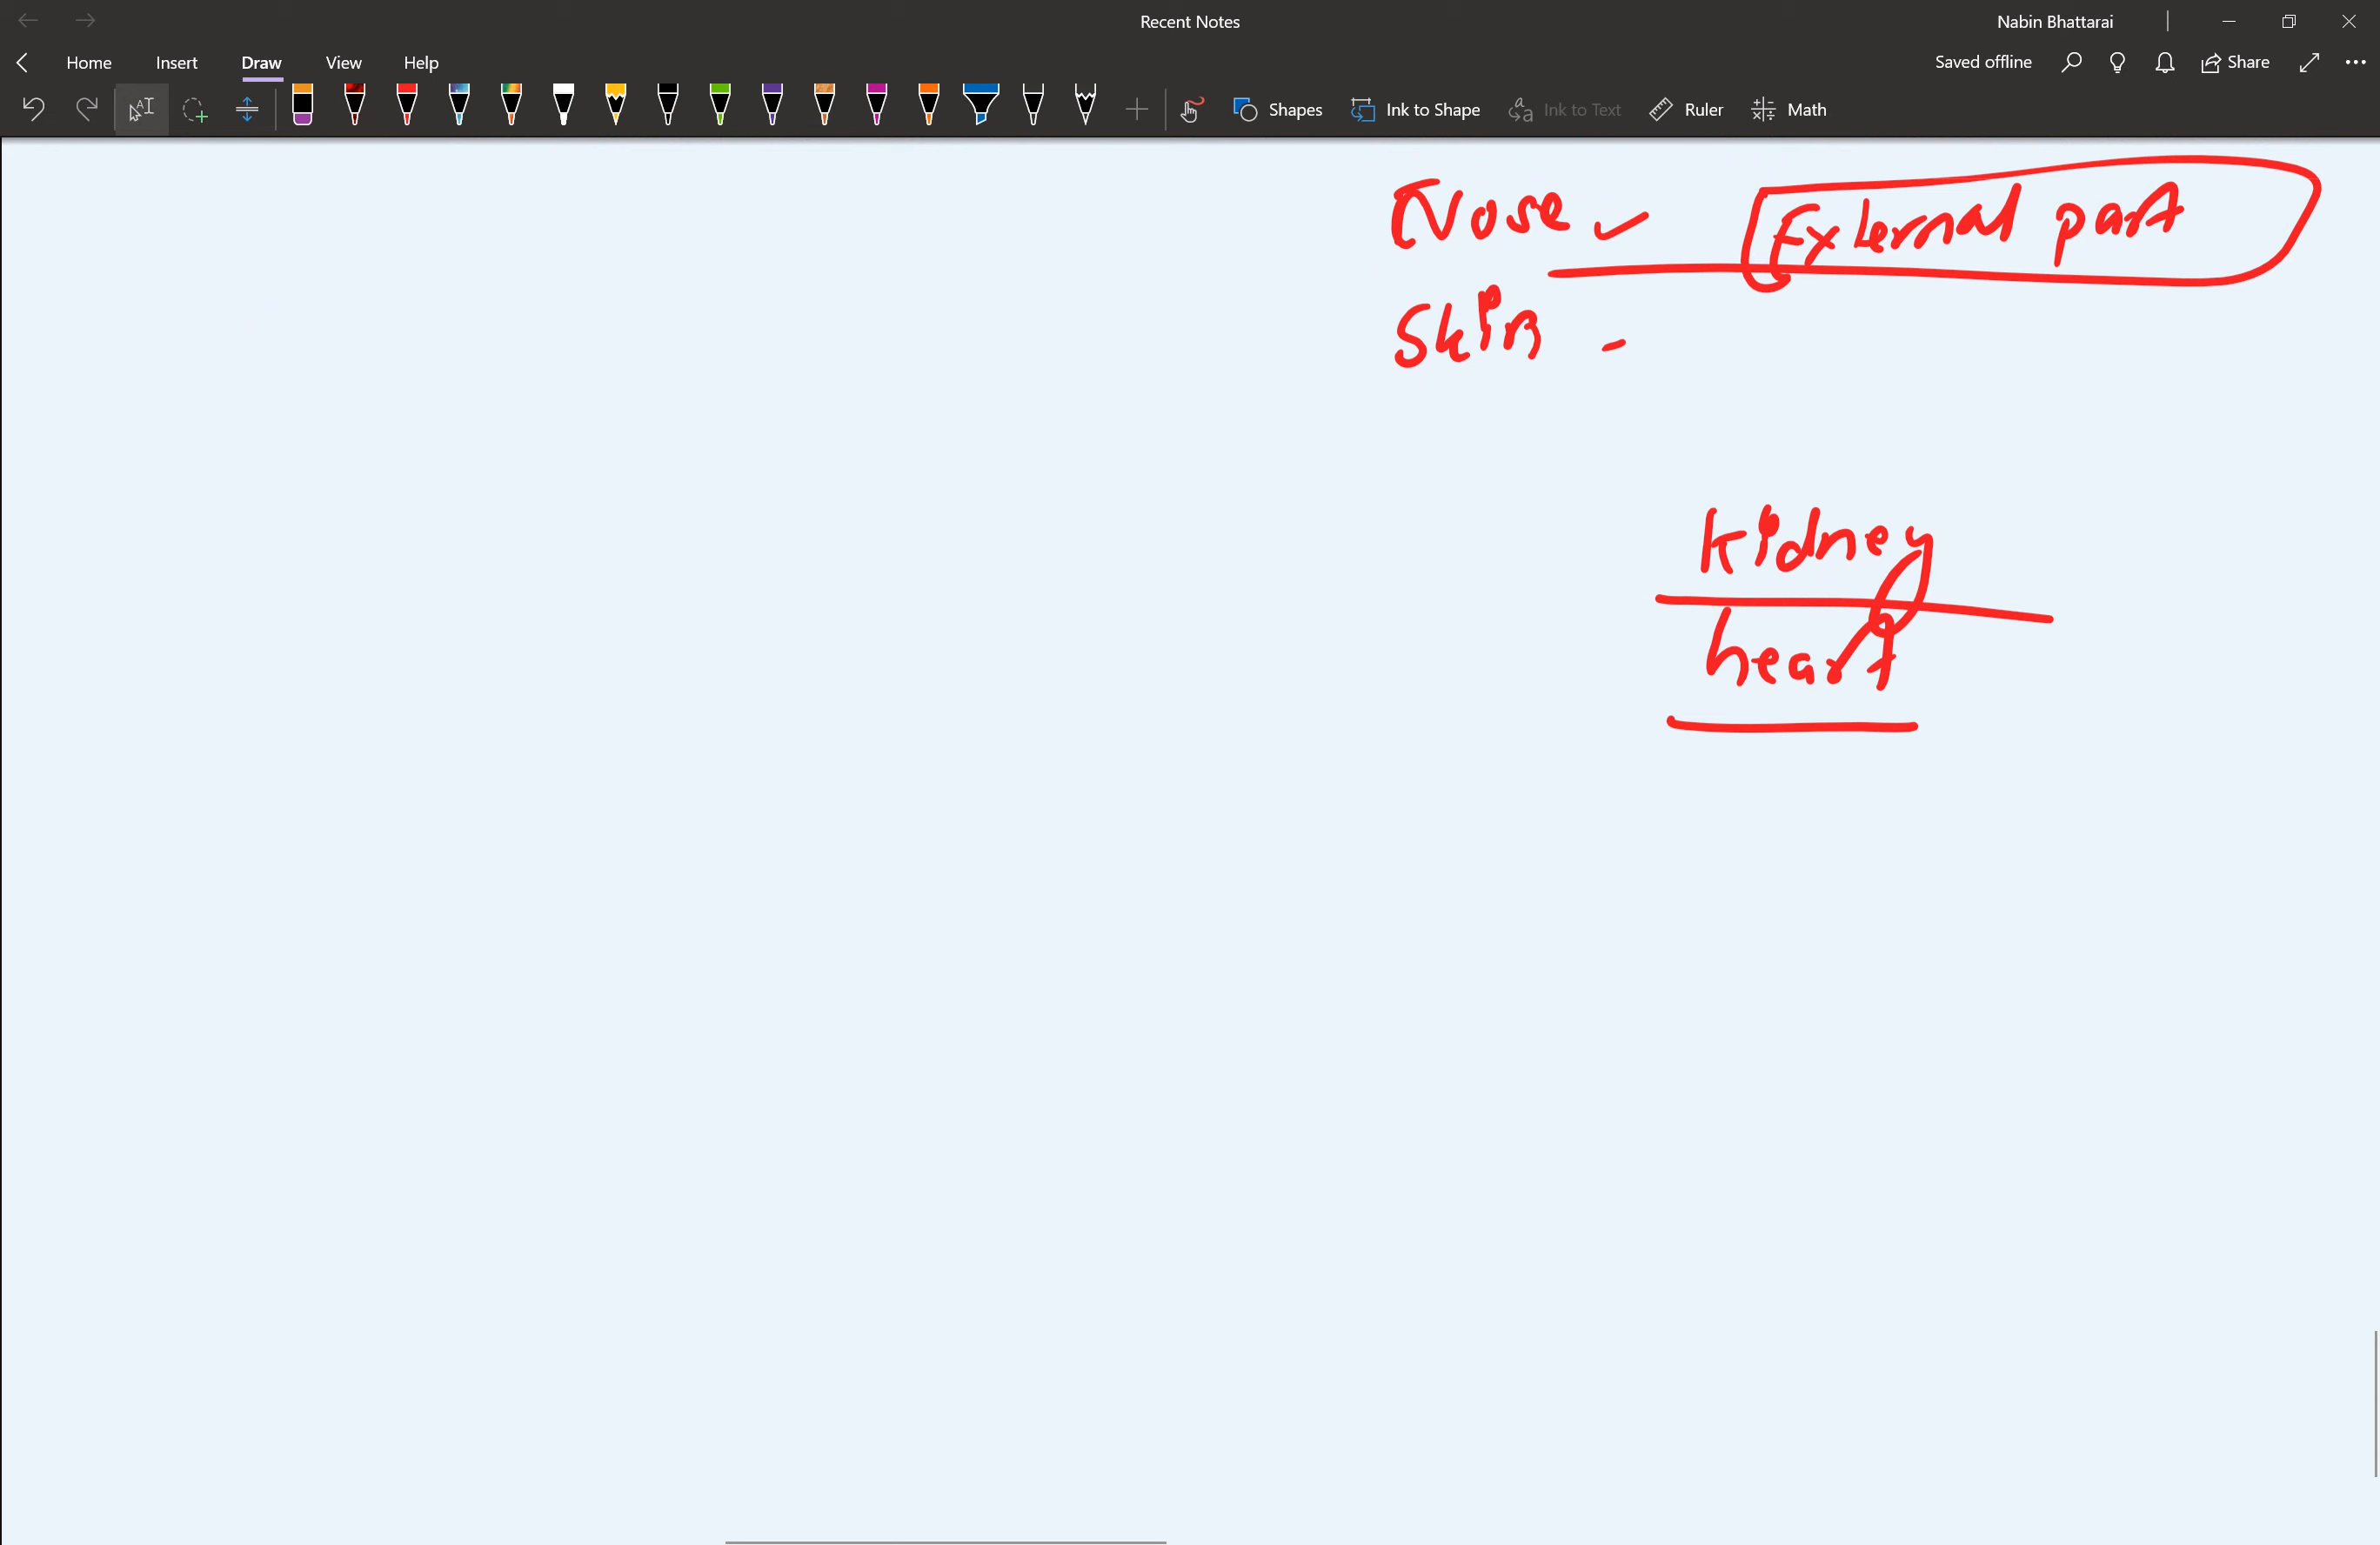 Recent Notes
Nabin Bhattarai
Home Insert Draw View Help
Saved offline Share
Shapes Ink to Shape Ink to Text Ruler Math
Nose External part
Skin -
kidney
heart